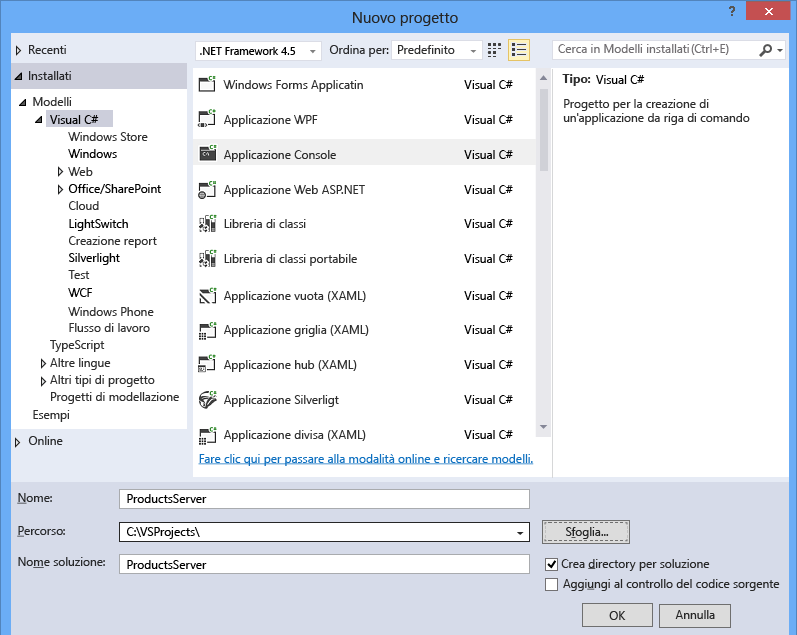 Nuovo progetto
?
Recenti
Installati
Modelli
Visual C#
Windows Store
Windows
Web
Office/SharePoint
Cloud
LightSwitch
Creazione report
Silverlight
Test
WCF
Windows Phone
Flusso di lavoro
TypeScript
Altre lingue
Altri tipi di progetto
Progetti di modellazione
Esempi
Online
.NET Framework 4.5
Ordina per: Predefinito
Windows Forms Applicatin Visual C#
Applicazione WPF Visual C#
Applicazione Console Visual C#
Applicazione Web ASP.NET Visual C#
Libreria di classi Visual C#
Libreria di classi portabile Visual C#
Applicazione vuota (XAML) Visual C#
Applicazione griglia (XAML) Visual C#
Applicazione hub (XAML) Visual C#
Applicazione Silverligt Visual C#
Applicazione divisa (XAML) Visual C#
Fare clic qui per passare alla modalità online e ricercare modelli.
Cerca in Modelli installati (Ctrl+E)
Tipo: Visual C#
Progetto per la creazione di
un'applicazione da riga di comando
Nome: ProductsServer
Percorso: C:\VSProjects\ Sfoglia...
Nome soluzione: ProductsServer
Crea directory per soluzione
Aggiungi al controllo del codice sorgente
OK Annulla